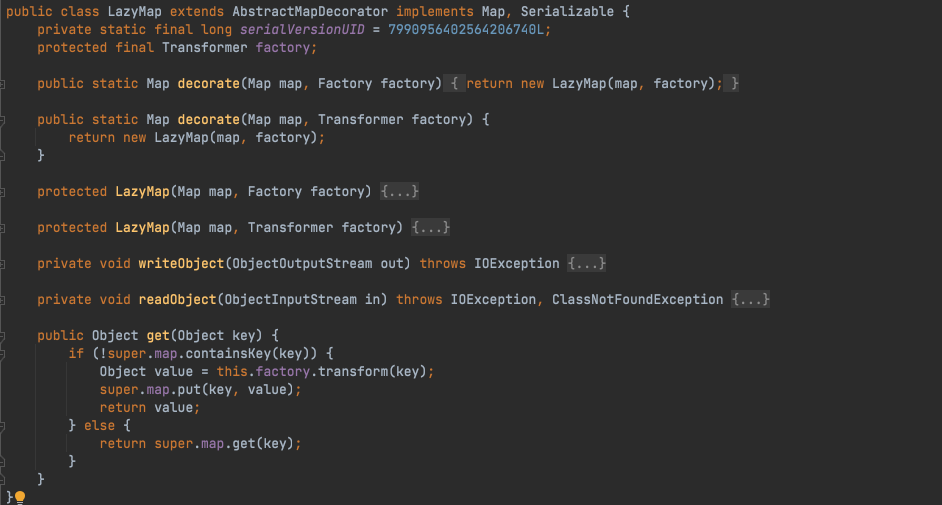 public class LazyMap extends AbstractMapDecorator implements Map, Serializable {
    private static final long serialVersionUID = 7990956402564206740L;
    protected final Transformer factory;

    public static Map decorate(Map map, Factory factory) { return new LazyMap(map, factory); }

    public static Map decorate(Map map, Transformer factory) {
        return new LazyMap(map, factory);
    }

    protected LazyMap(Map map, Factory factory) {...}

    protected LazyMap(Map map, Transformer factory) {...}

    private void writeObject(ObjectOutputStream out) throws IOException {...}

    private void readObject(ObjectInputStream in) throws IOException, ClassNotFoundException {...}

    public Object get(Object key) {
        if (!super.map.containsKey(key)) {
            Object value = this.factory.transform(key);
            super.map.put(key, value);
            return value;
        } else {
            return super.map.get(key);
        }
    }
}